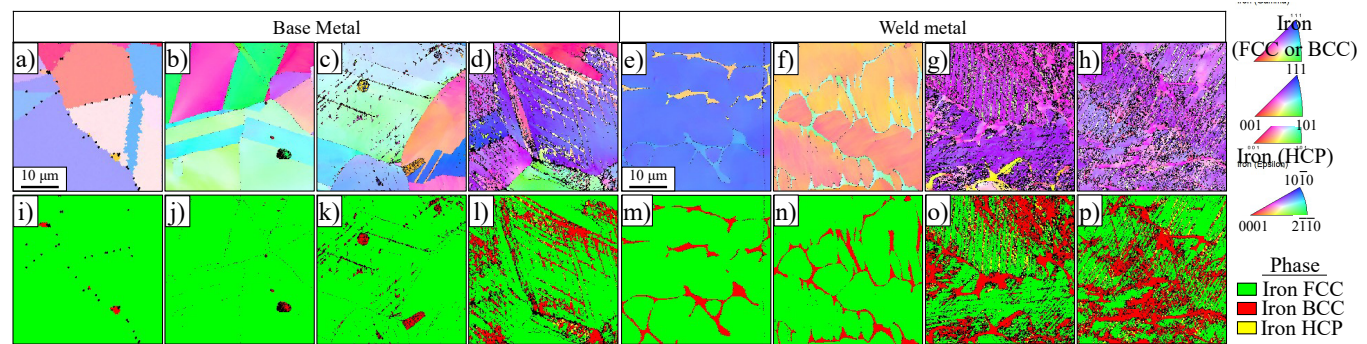 Base Metal
Weld metal
a)
b)
c)
d)
e)
f)
g)
h)
10 μm
10 μm
i)
j)
k)
l)
m)
n)
o)
p)
Iron
(FCC or BCC)
111
001
101
Iron (HCP)
101̅0
0001
21̅1̅0
Phase
Iron FCC
Iron BCC
Iron HCP